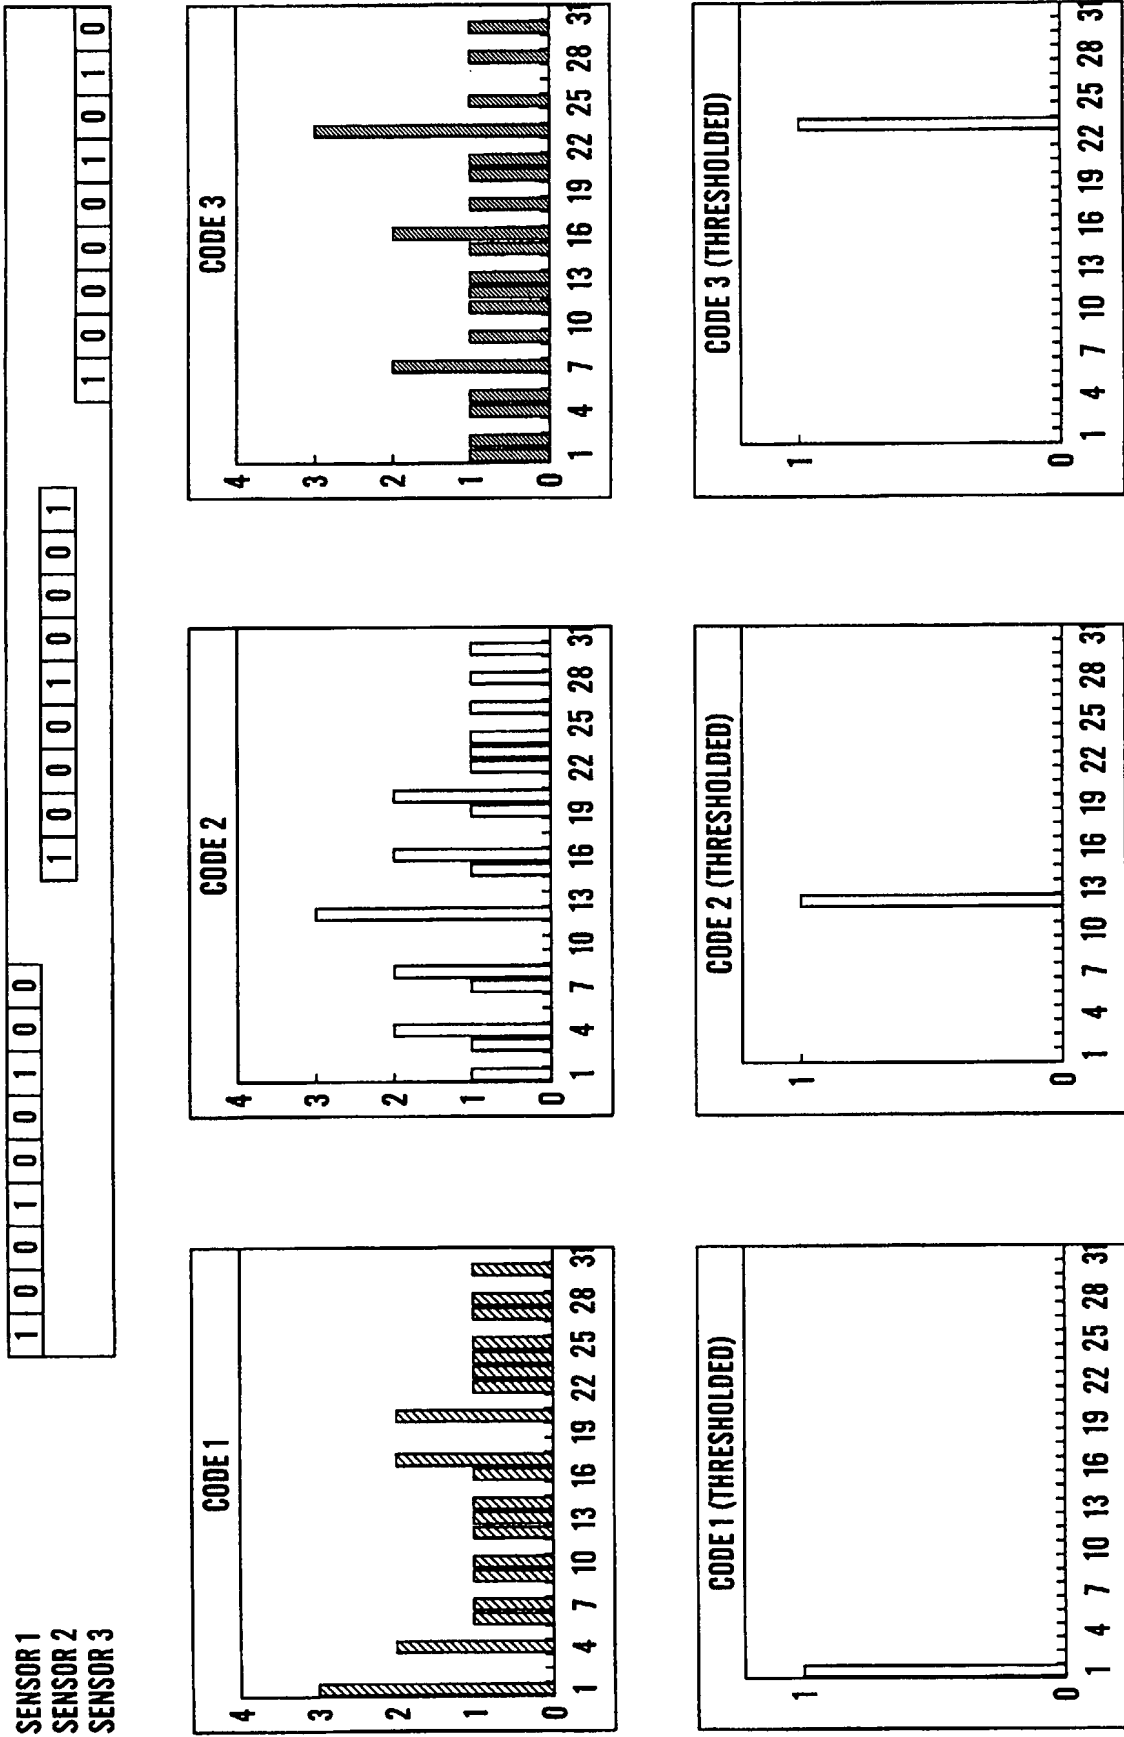 SENSOR 1 1 0 0 1 0 0 1 0 0
SENSOR 2 1 0 0 0 1 0 0 0 1
SENSOR 3 1 0 0 0 0 1 0 1 0
CODE 1
4
3
2
1
0
1 4 7 10 13 16 19 22 25 28 31
CODE 2
4
3
2
1
0
1 4 7 10 13 16 19 22 25 28 31
CODE 3
4
3
2
1
0
1 4 7 10 13 16 19 22 25 28 31
CODE 1 (THRESHOLDED)
1
0
1 4 7 10 13 16 19 22 25 28 31
CODE 2 (THRESHOLDED)
1
0
1 4 7 10 13 16 19 22 25 28 31
CODE 3 (THRESHOLDED)
1
0
1 4 7 10 13 16 19 22 25 28 31